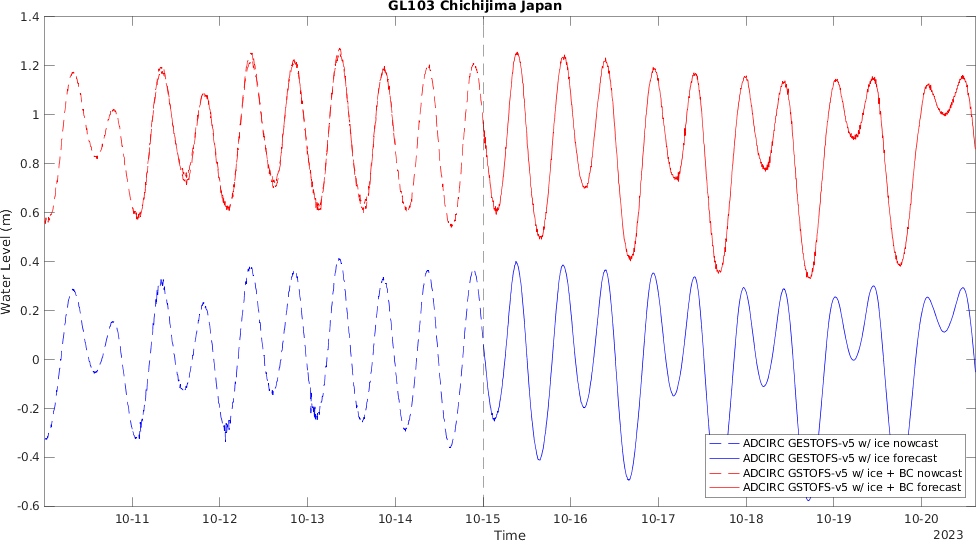 GL103 Chichijima Japan
1.4
1.2
1
0.8
0.6
0.4
0.2
0
-0.2
-0.4
-0.6
Water Level (m)
ADCIRC GESTOFS-v5 w/ ice nowcast
ADCIRC GESTOFS-v5 w/ ice forecast
ADCIRC GSTOFS-v5 w/ ice + BC nowcast
ADCIRC GSTOFS-v5 w/ ice + BC forecast
10-11 10-12 10-13 10-14 10-15 10-16 10-17 10-18 10-19 10-20
Time
2023